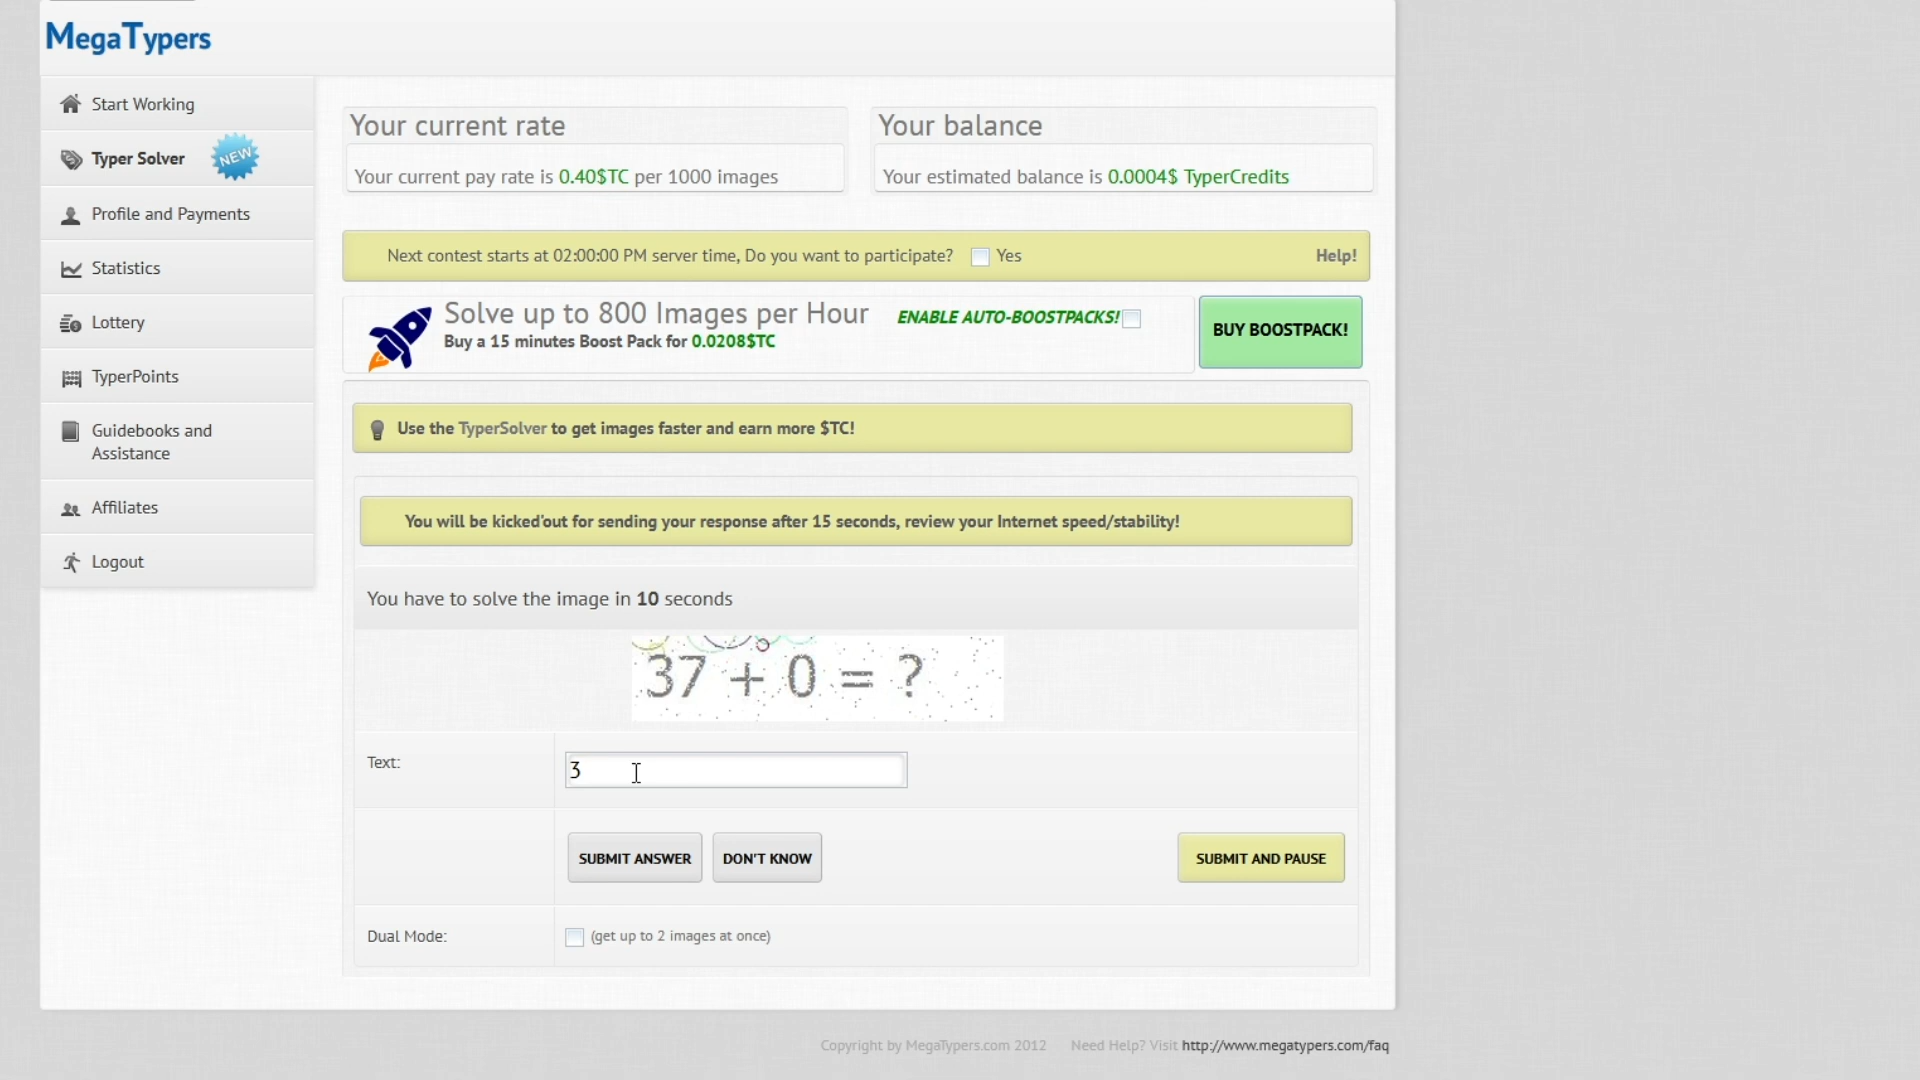 MegaTypers
Start Working
Typer Solver NEW
Profile and Payments
Statistics
Lottery
TyperPoints
Guidebooks and
Assistance
Affiliates
Logout
Your current rate
Your current pay rate is 0.40$TC per 1000 images
Your balance
Your estimated balance is 0.0004$ TyperCredits
Next contest starts at 02:00:00 PM server time, Do you want to participate? Yes Help!
Solve up to 800 Images per Hour ENABLE AUTO-BOOSTPACKS!
Buy a 15 minutes Boost Pack for 0.0208$TC
BUY BOOSTPACK!
Use the TyperSolver to get images faster and earn more $TC!
You will be kicked'out for sending your response after 15 seconds, review your Internet speed/stability!
You have to solve the image in 10 seconds
37 + 0 = ?
Text: 3
SUBMIT ANSWER DON'T KNOW SUBMIT AND PAUSE
Dual Mode: (get up to 2 images at once)
Copyright by MegaTypers.com 2012 Need Help? Visit http://www.megatypers.com/faq